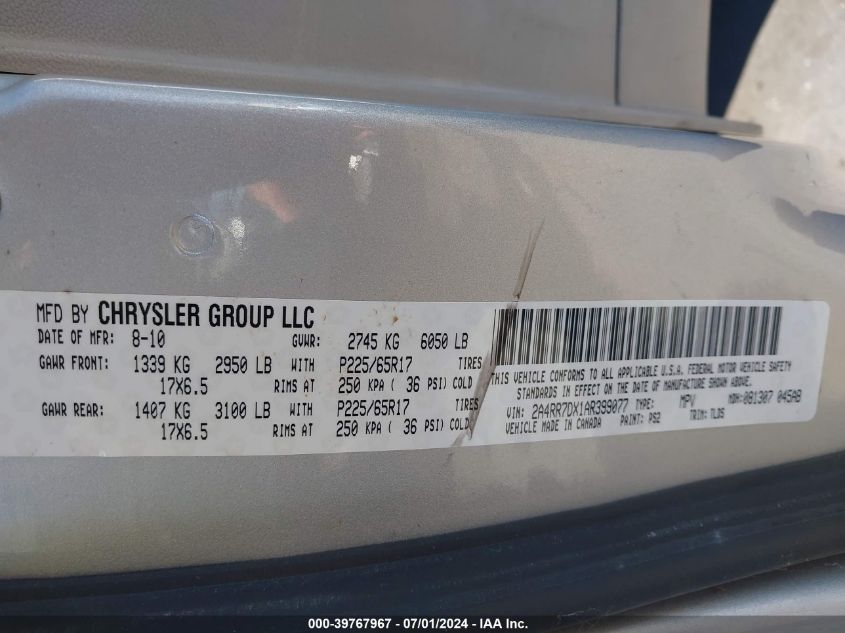 MFD BY CHRYSLER GROUP LLC
DATE OF MFR: 8-10 GVWR: 2745 KG 6050 LB
GAWR FRONT: 1339 KG 2950 LB WITH P225/65R17 TIRES
17X6.5 RIMS AT 250 KPA ( 36 PSI) COLD
GAWR REAR: 1407 KG 3100 LB WITH P225/65R17 TIRES
17X6.5 RIMS AT 250 KPA ( 36 PSI) COLD
THIS VEHICLE CONFORMS TO ALL APPLICABLE U.S.A. FEDERAL MOTOR VEHICLE SAFETY
STANDARDS IN EFFECT ON THE DATE OF MANUFACTURE SHOWN ABOVE.
VIN: 2A4RR7DX1AR399077 TYPE: MPV MDH: 081307 045AB
VEHICLE MADE IN CANADA PAINT: PS2 TRIM: TLDS
000-39767967 / 07/01/2024 - IAA Inc.